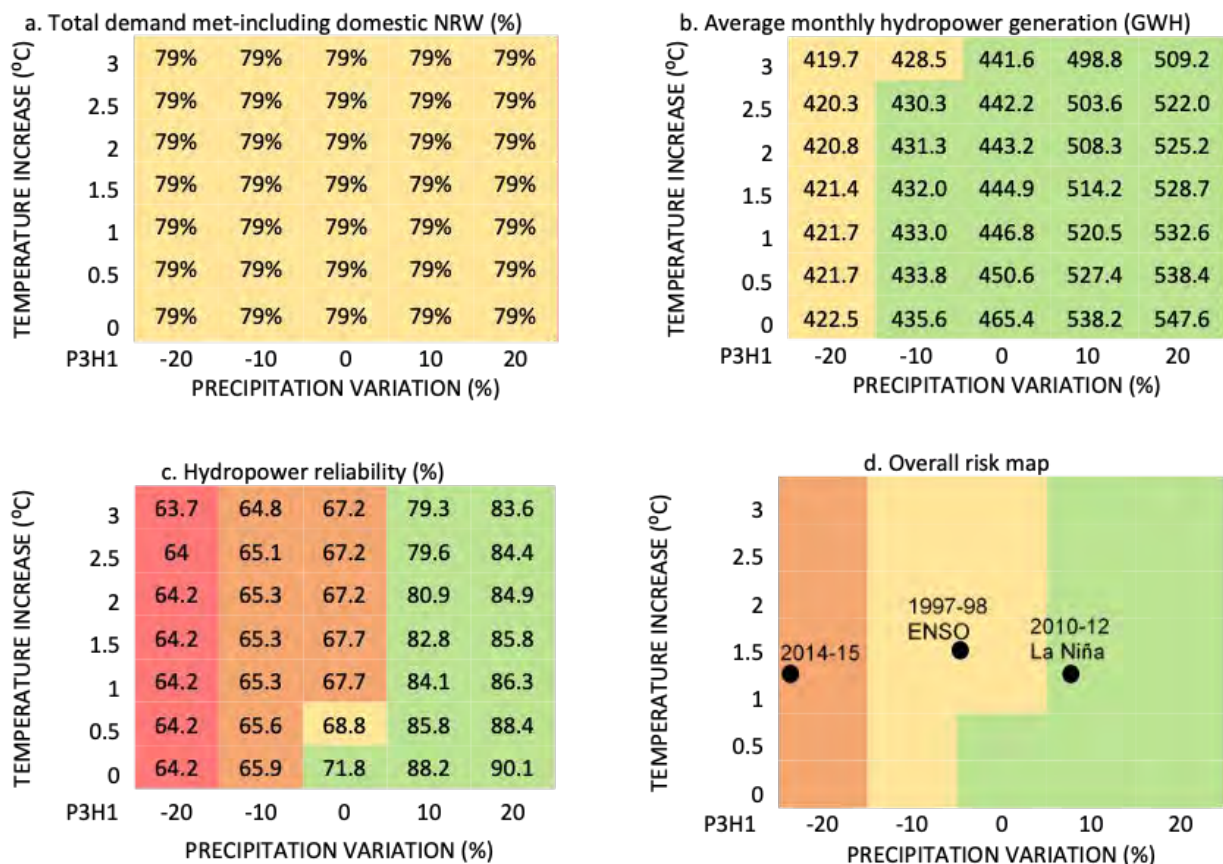 a. Total demand met-including domestic NRW (%)
TEMPERATURE INCREASE (⁰C)
3 79% 79% 79% 79% 79%
2.5 79% 79% 79% 79% 79%
2 79% 79% 79% 79% 79%
1.5 79% 79% 79% 79% 79%
1 79% 79% 79% 79% 79%
0.5 79% 79% 79% 79% 79%
0 79% 79% 79% 79% 79%
P3H1 -20 -10 0 10 20
PRECIPITATION VARIATION (%)
b. Average monthly hydropower generation (GWH)
TEMPERATURE INCREASE (⁰C)
3 419.7 428.5 441.6 498.8 509.2
2.5 420.3 430.3 442.2 503.6 522.0
2 420.8 431.3 443.2 508.3 525.2
1.5 421.4 432.0 444.9 514.2 528.7
1 421.7 433.0 446.8 520.5 532.6
0.5 421.7 433.8 450.6 527.4 538.4
0 422.5 435.6 465.4 538.2 547.6
P3H1 -20 -10 0 10 20
PRECIPITATION VARIATION (%)
c. Hydropower reliability (%)
TEMPERATURE INCREASE (⁰C)
3 63.7 64.8 67.2 79.3 83.6
2.5 64 65.1 67.2 79.6 84.4
2 64.2 65.3 67.2 80.9 84.9
1.5 64.2 65.3 67.7 82.8 85.8
1 64.2 65.3 67.7 84.1 86.3
0.5 64.2 65.6 68.8 85.8 88.4
0 64.2 65.9 71.8 88.2 90.1
P3H1 -20 -10 0 10 20
PRECIPITATION VARIATION (%)
d. Overall risk map
TEMPERATURE INCREASE (⁰C)
3
2.5
2
1.5
1
0.5
0
2014-15
1997-98
ENSO
2010-12
La Niña
P3H1 -20 -10 0 10 20
PRECIPITATION VARIATION (%)